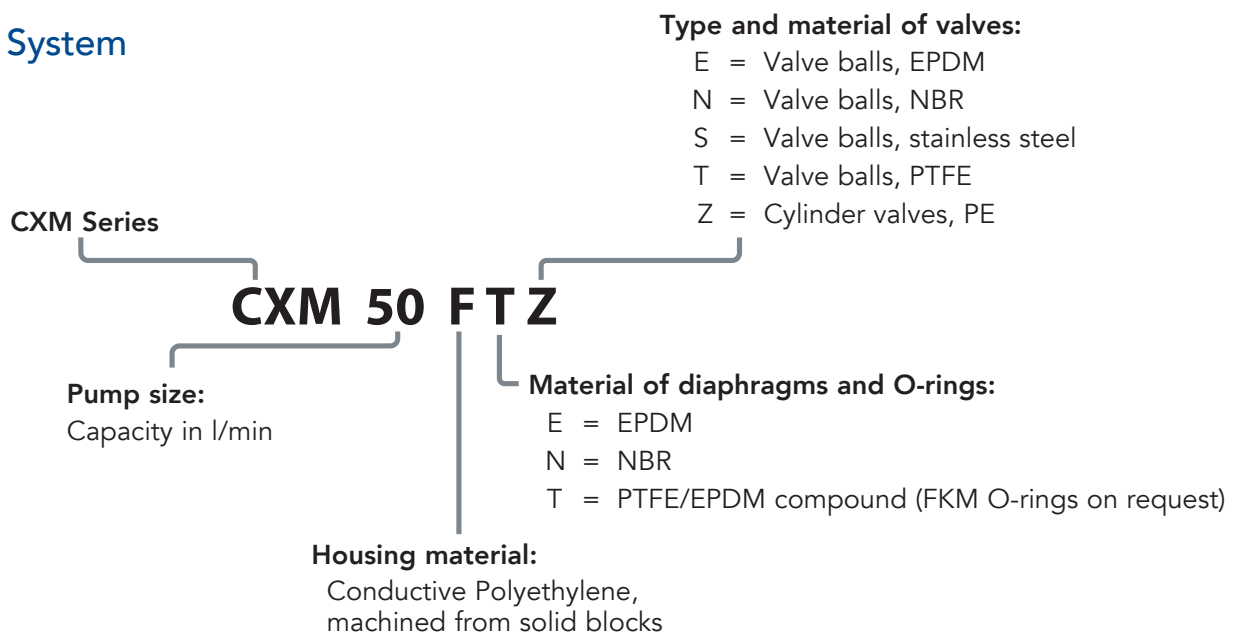 System
Type and material of valves:
E = Valve balls, EPDM
N = Valve balls, NBR
S = Valve balls, stainless steel
T = Valve balls, PTFE
Z = Cylinder valves, PE
CXM Series
CXM 50 F T Z
Pump size:
Capacity in l/min
Material of diaphragms and O-rings:
E = EPDM
N = NBR
T = PTFE/EPDM compound (FKM O-rings on request)
Housing material:
Conductive Polyethylene,
machined from solid blocks